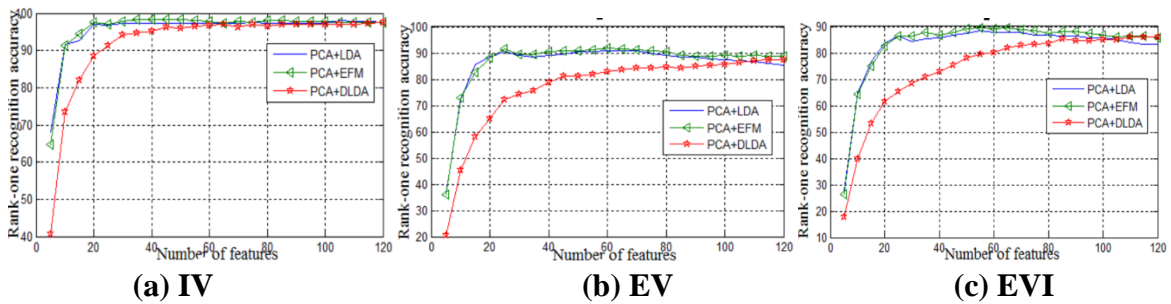 100
90
80
70
60
50
40
0 20 40 60 80 100 120
Rank-one recognition accuracy
Number of features
PCA+LDA
PCA+EFM
PCA+DLDA
(a) IV
100
90
80
70
60
50
40
30
20
0 20 40 60 80 100 120
Rank-one recognition accuracy
Number of features
PCA+LDA
PCA+EFM
PCA+DLDA
(b) EV
90
80
70
60
50
40
30
20
10
0 20 40 60 80 100 120
Rank-one recognition accuracy
Number of features
PCA+LDA
PCA+EFM
PCA+DLDA
(c) EVI